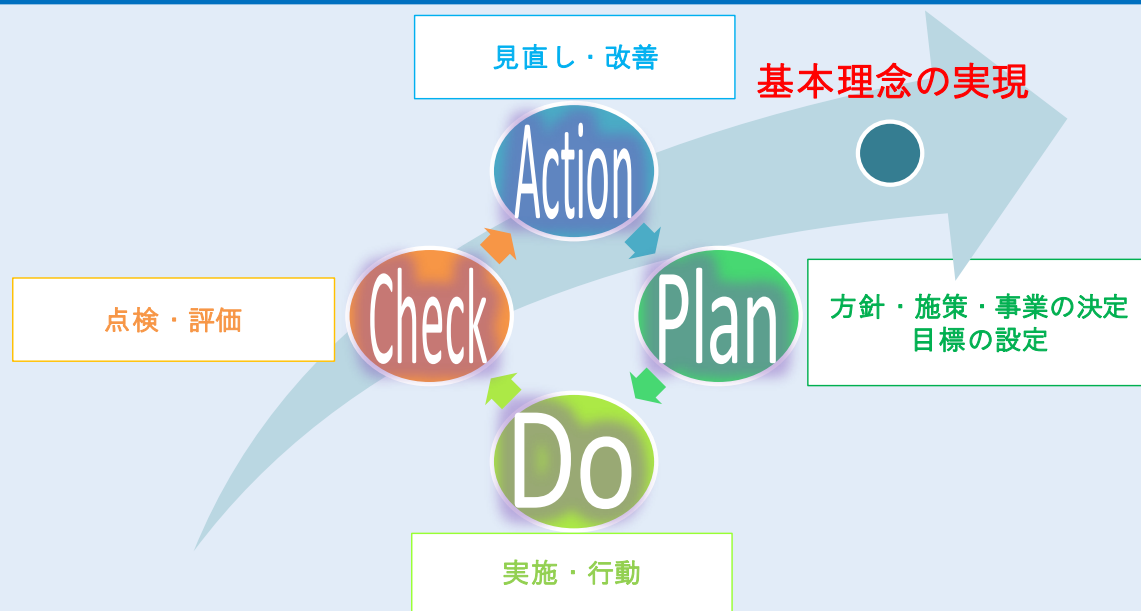 見直し・改善
基本理念の実現
Action
Check
Plan
点検・評価
方針・施策・事業の決定
目標の設定
Do
実施・行動